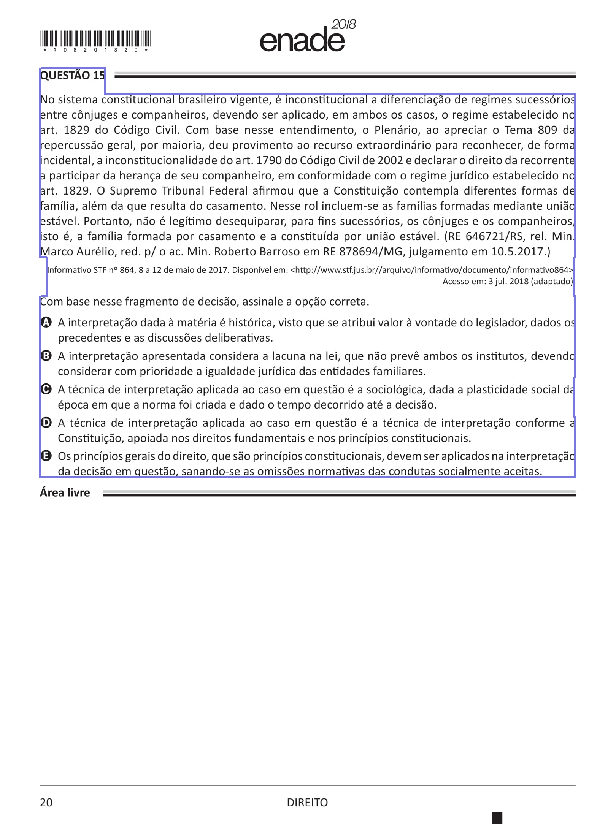 enade 2018
* R 0 8 2 0 1 8 2 0 *
QUESTÃO 15
No sistema constitucional brasileiro vigente, é inconstitucional a diferenciação de regimes sucessórios
entre cônjuges e companheiros, devendo ser aplicado, em ambos os casos, o regime estabelecido no
art. 1829 do Código Civil. Com base nesse entendimento, o Plenário, ao apreciar o Tema 809 da
repercussão geral, por maioria, deu provimento ao recurso extraordinário para reconhecer, de forma
incidental, a inconstitucionalidade do art. 1790 do Código Civil de 2002 e declarar o direito da recorrente
a participar da herança de seu companheiro, em conformidade com o regime jurídico estabelecido no
art. 1829. O Supremo Tribunal Federal afirmou que a Constituição contempla diferentes formas de
família, além da que resulta do casamento. Nesse rol incluem-se as famílias formadas mediante união
estável. Portanto, não é legítimo desequiparar, para fins sucessórios, os cônjuges e os companheiros,
isto é, a família formada por casamento e a constituída por união estável. (RE 646721/RS, rel. Min.
Marco Aurélio, red. p/ o ac. Min. Roberto Barroso em RE 878694/MG, julgamento em 10.5.2017.)
Informativo STF nº 864, 8 a 12 de maio de 2017. Disponível em: <http://www.stf.jus.br//arquivo/informativo/documento/informativo864>
Acesso em: 3 jul. 2018 (adaptado)
Com base nesse fragmento de decisão, assinale a opção correta.
A A interpretação dada à matéria é histórica, visto que se atribui valor à vontade do legislador, dados os
precedentes e as discussões deliberativas.
B A interpretação apresentada considera a lacuna na lei, que não prevê ambos os institutos, devendo
considerar com prioridade a igualdade jurídica das entidades familiares.
C A técnica de interpretação aplicada ao caso em questão é a sociológica, dada a plasticidade social da
época em que a norma foi criada e dado o tempo decorrido até a decisão.
D A técnica de interpretação aplicada ao caso em questão é a técnica de interpretação conforme a
Constituição, apoiada nos direitos fundamentais e nos princípios constitucionais.
E Os princípios gerais do direito, que são princípios constitucionais, devem ser aplicados na interpretação
da decisão em questão, sanando-se as omissões normativas das condutas socialmente aceitas.
Área livre
20
DIREITO